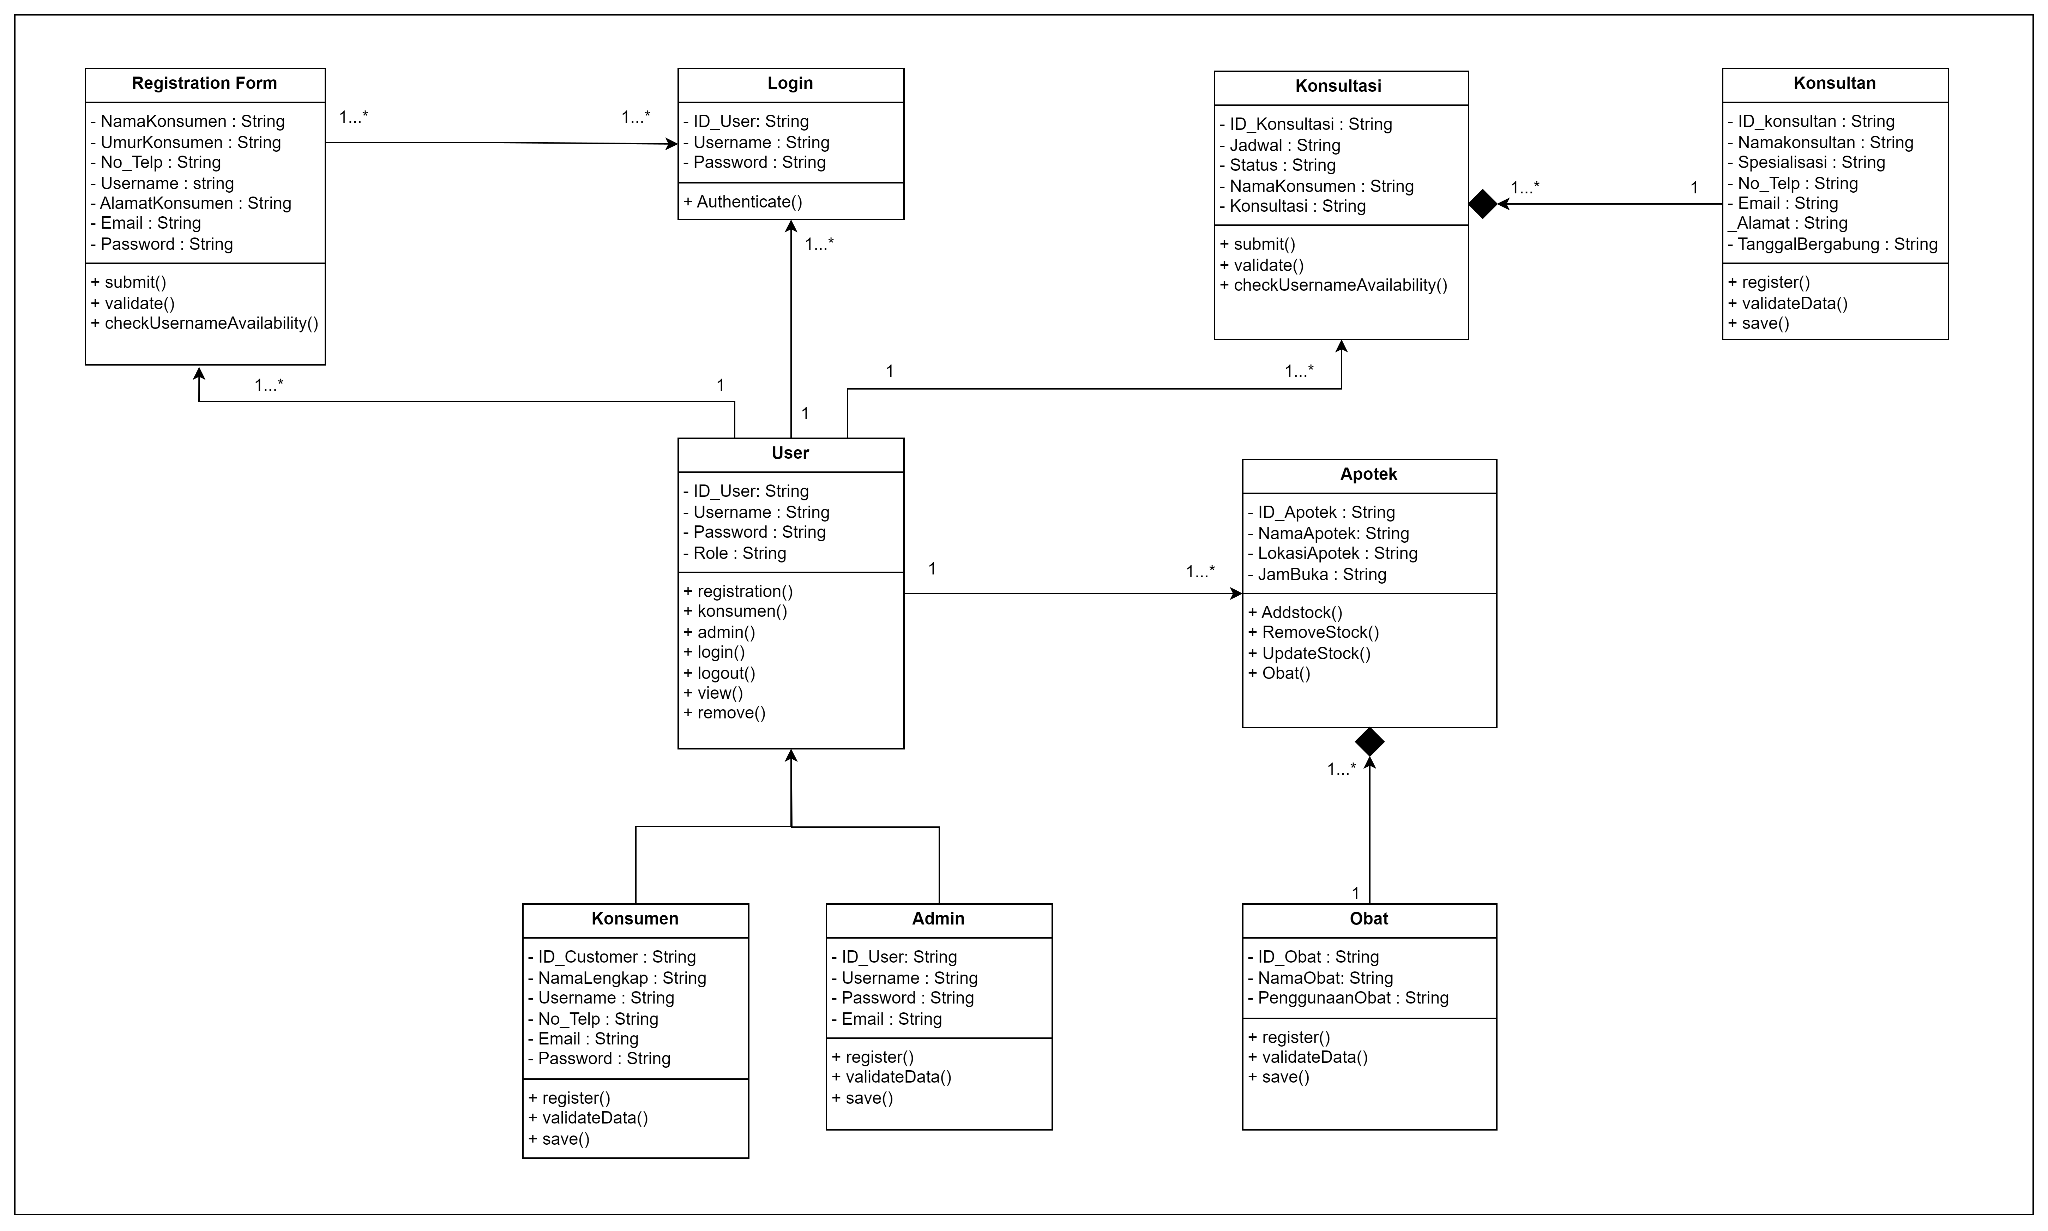 Registration Form
- NamaKonsumen : String
- UmurKonsumen : String
- No_Telp : String
- Username : string
- AlamatKonsumen : String
- Email : String
- Password : String
+ submit()
+ validate()
+ checkUsernameAvailability()
1...*
1...*
Login
- ID_User: String
- Username : String
- Password : String
+ Authenticate()
1...*
1
Konsultasi
- ID_Konsultasi : String
- Jadwal : String
- Status : String
- NamaKonsumen : String
- Konsultasi : String
+ submit()
+ validate()
+ checkUsernameAvailability()
1...*
1
Konsultan
- ID_konsultan : String
- Namakonsultan : String
- Spesialisasi : String
- No_Telp : String
- Email : String
_Alamat : String
- TanggalBergabung : String
+ register()
+ validateData()
+ save()
1...*
1
1
1...*
User
- ID_User: String
- Username : String
- Password : String
- Role : String
+ registration()
+ konsumen()
+ admin()
+ login()
+ logout()
+ view()
+ remove()
1
1...*
Apotek
- ID_Apotek : String
- NamaApotek: String
- LokasiApotek : String
- JamBuka : String
+ Addstock()
+ RemoveStock()
+ UpdateStock()
+ Obat()
1...*
1
Konsumen
- ID_Customer : String
- NamaLengkap : String
- Username : String
- No_Telp : String
- Email : String
- Password : String
+ register()
+ validateData()
+ save()
Admin
- ID_User: String
- Username : String
- Password : String
- Email : String
+ register()
+ validateData()
+ save()
Obat
- ID_Obat : String
- NamaObat: String
- PenggunaanObat : String
+ register()
+ validateData()
+ save()